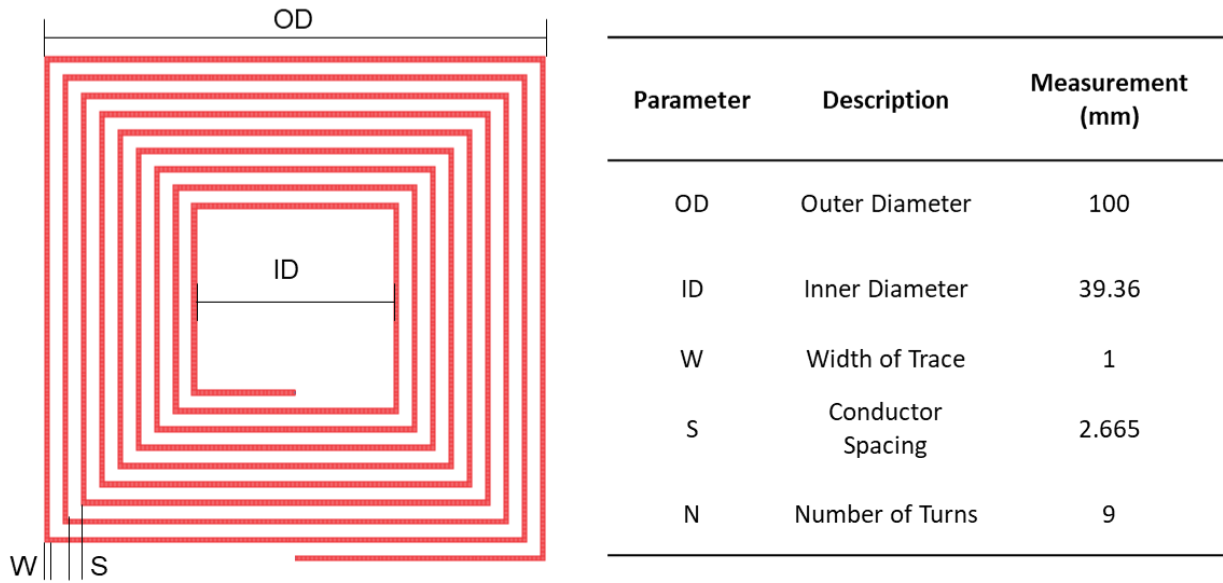 OD
ID
W
S
Parameter Description Measurement
(mm)
OD Outer Diameter 100
ID Inner Diameter 39.36
W Width of Trace 1
S Conductor
Spacing 2.665
N Number of Turns 9